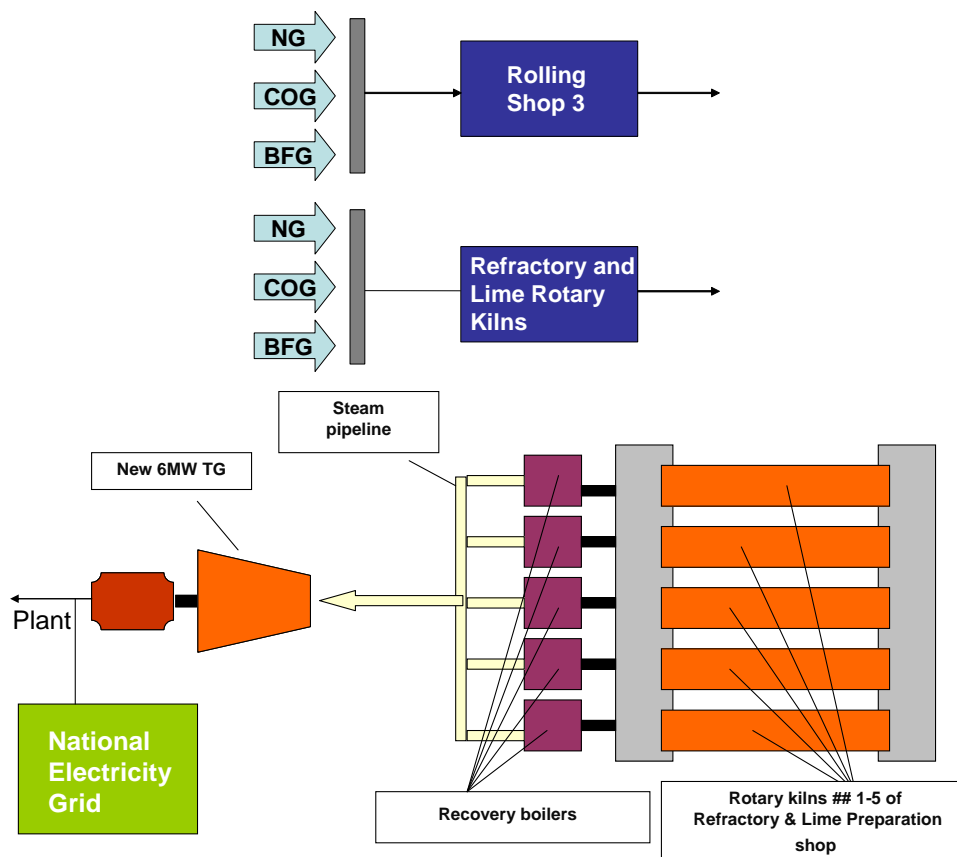 NG
COG
BFG
Rolling
Shop 3
NG
COG
BFG
Refractory and
Lime Rotary
Kilns
Steam
pipeline
New 6MW TG
Plant
National
Electricity
Grid
Recovery boilers
Rotary kilns ## 1-5 of
Refractory & Lime Preparation
shop